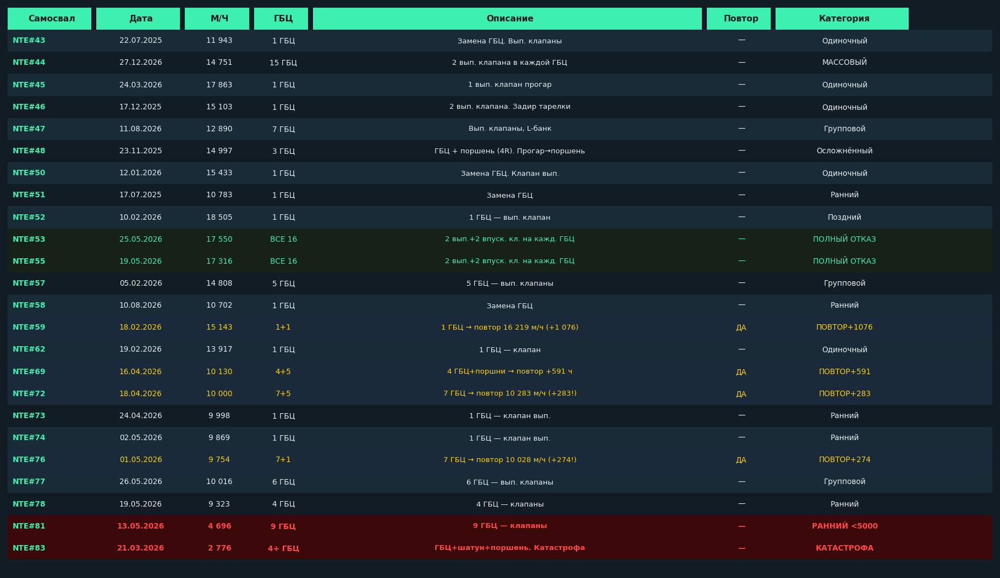 Самосвал Дата М/Ч ГБЦ Описание Повтор Категория
NTE#43 22.07.2025 11 943 1 ГБЦ Замена ГБЦ. Вып. клапаны — Одиночный
NTE#44 27.12.2026 14 751 15 ГБЦ 2 вып. клапана в каждой ГБЦ — МАССОВЫЙ
NTE#45 24.03.2026 17 863 1 ГБЦ 1 вып. клапан прогар — Одиночный
NTE#46 17.12.2025 15 103 1 ГБЦ 2 вып. клапана. Задир тарелки — Одиночный
NTE#47 11.08.2026 12 890 7 ГБЦ Вып. клапаны, L-банк — Групповой
NTE#48 23.11.2025 14 997 3 ГБЦ ГБЦ + поршень (4R). Прогар→поршень — Осложнённый
NTE#50 12.01.2026 15 433 1 ГБЦ Замена ГБЦ. Клапан вып. — Одиночный
NTE#51 17.07.2025 10 783 1 ГБЦ Замена ГБЦ — Ранний
NTE#52 10.02.2026 18 505 1 ГБЦ 1 ГБЦ — вып. клапан — Поздний
NTE#53 25.05.2026 17 550 ВСЕ 16 2 вып.+2 впуск. кл. на кажд. ГБЦ — ПОЛНЫЙ ОТКАЗ
NTE#55 19.05.2026 17 316 ВСЕ 16 2 вып.+2 впуск. кл. на кажд. ГБЦ — ПОЛНЫЙ ОТКАЗ
NTE#57 05.02.2026 14 808 5 ГБЦ 5 ГБЦ — вып. клапаны — Групповой
NTE#58 10.08.2026 10 702 1 ГБЦ Замена ГБЦ — Ранний
NTE#59 18.02.2026 15 143 1+1 1 ГБЦ → повтор 16 219 м/ч (+1 076) ДА ПОВТОР+1076
NTE#62 19.02.2026 13 917 1 ГБЦ 1 ГБЦ — клапан — Одиночный
NTE#69 16.04.2026 10 130 4+5 4 ГБЦ+поршни → повтор +591 ч ДА ПОВТОР+591
NTE#72 18.04.2026 10 000 7+5 7 ГБЦ → повтор 10 283 м/ч (+283!) ДА ПОВТОР+283
NTE#73 24.04.2026 9 998 1 ГБЦ 1 ГБЦ — клапан вып. — Ранний
NTE#74 02.05.2026 9 869 1 ГБЦ 1 ГБЦ — клапан вып. — Ранний
NTE#76 01.05.2026 9 754 7+1 7 ГБЦ → повтор 10 028 м/ч (+274!) ДА ПОВТОР+274
NTE#77 26.05.2026 10 016 6 ГБЦ 6 ГБЦ — вып. клапаны — Групповой
NTE#78 19.05.2026 9 323 4 ГБЦ 4 ГБЦ — клапаны — Ранний
NTE#81 13.05.2026 4 696 9 ГБЦ 9 ГБЦ — клапаны — РАННИЙ <5000
NTE#83 21.03.2026 2 776 4+ ГБЦ ГБЦ+шатун+поршень. Катастрофа — КАТАСТРОФА